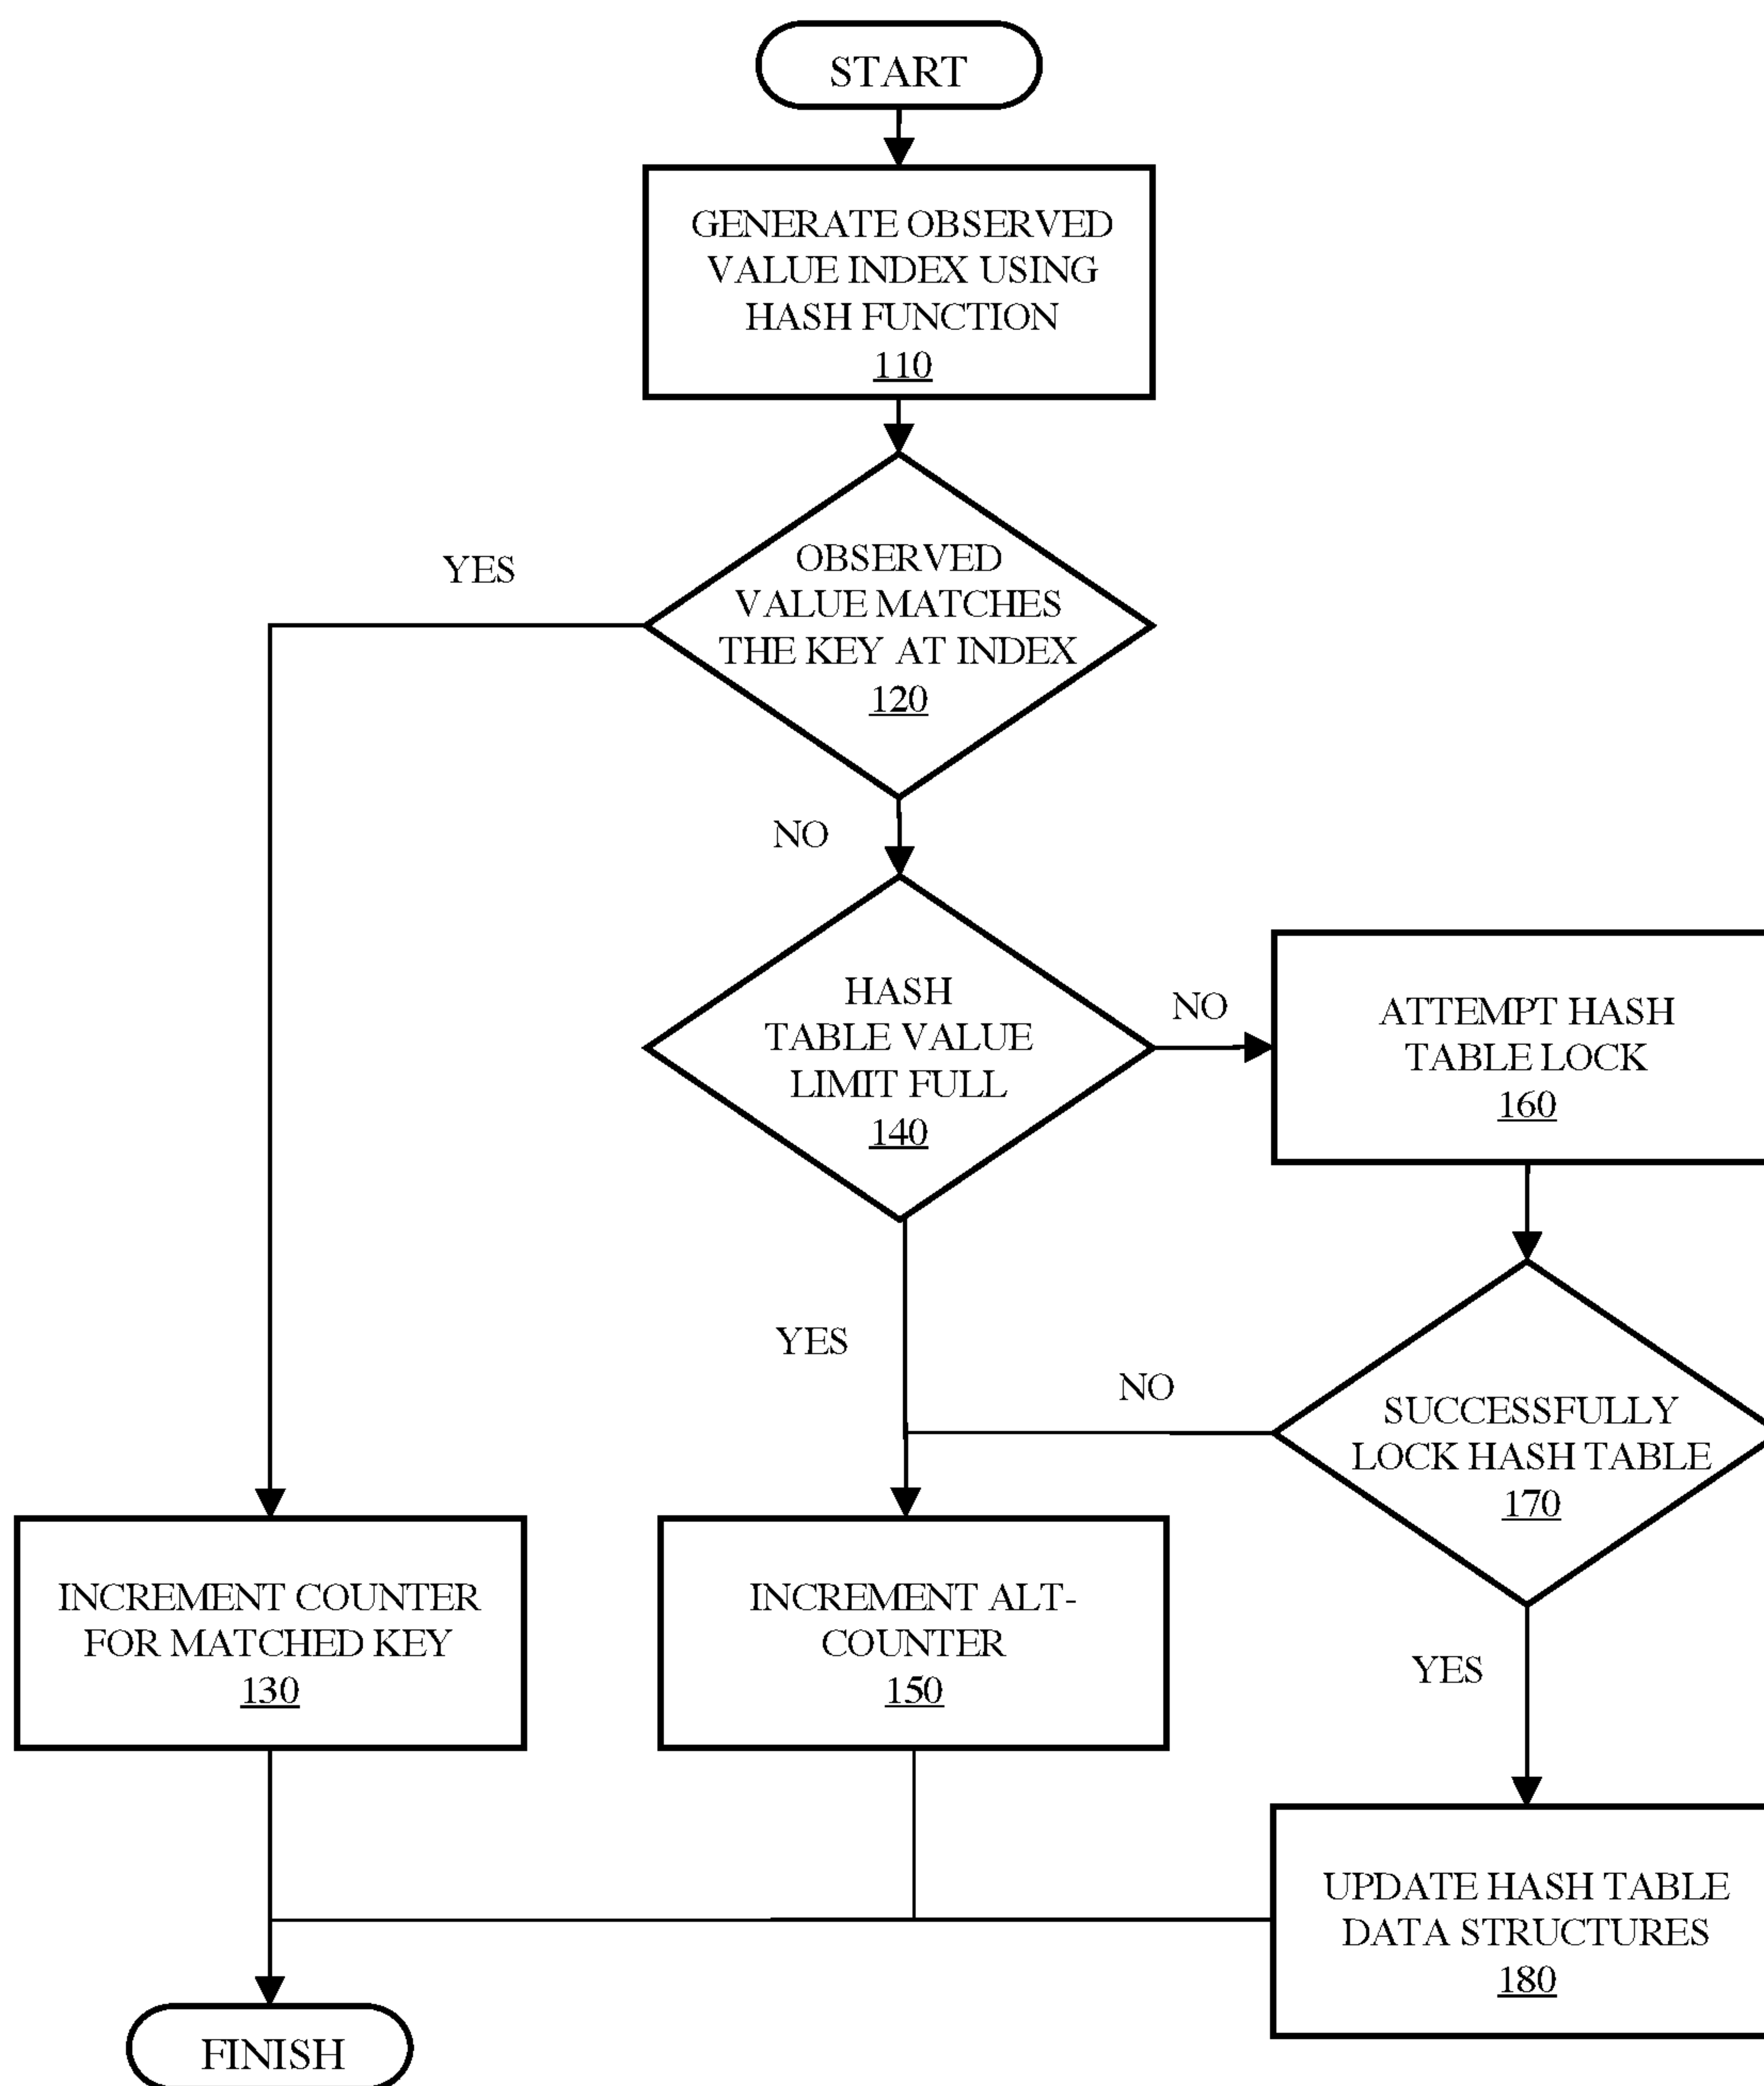 START
GENERATE OBSERVED
VALUE INDEX USING
HASH FUNCTION
110
OBSERVED
VALUE MATCHES
THE KEY AT INDEX
120
YES
NO
HASH
TABLE VALUE
LIMIT FULL
140
NO
ATTEMPT HASH
TABLE LOCK
160
YES
NO
SUCCESSFULLY
LOCK HASH TABLE
170
INCREMENT COUNTER
FOR MATCHED KEY
130
INCREMENT ALT-
COUNTER
150
YES
UPDATE HASH TABLE
DATA STRUCTURES
180
FINISH